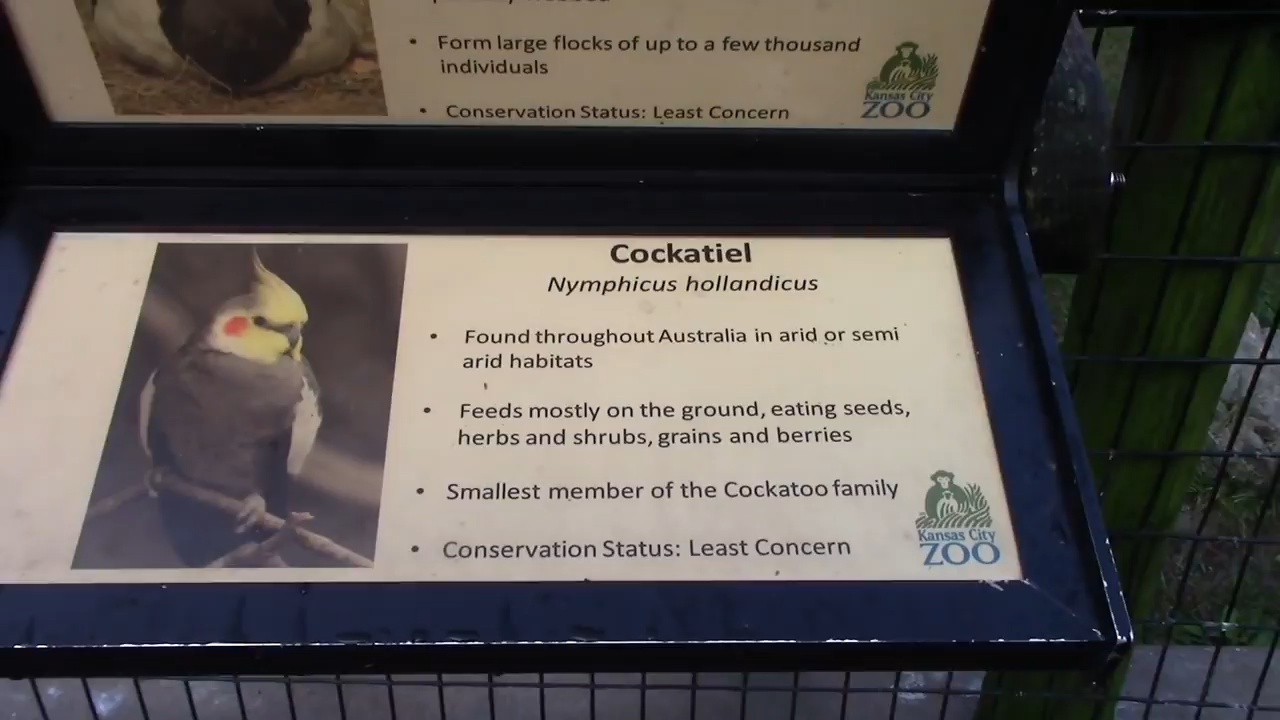 • Form large flocks of up to a few thousand
individuals
• Conservation Status: Least Concern
Kansas City
ZOO
Cockatiel
Nymphicus hollandicus
• Found throughout Australia in arid or semi
arid habitats
• Feeds mostly on the ground, eating seeds,
herbs and shrubs, grains and berries
• Smallest member of the Cockatoo family
• Conservation Status: Least Concern
Kansas City
ZOO